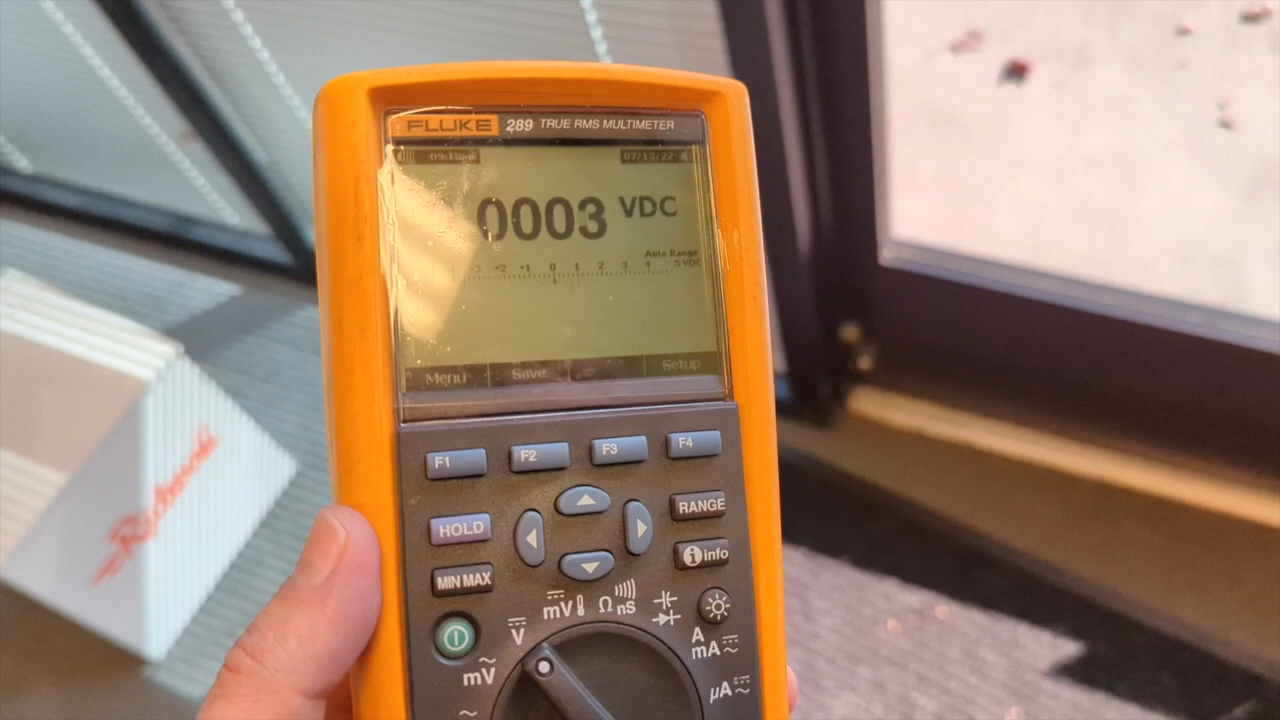 FLUKE 289 TRUE RMS MULTIMETER
07/13/22
0003 VDC
Auto Range
-2 -1 0 1 2 3 4 5 VDC
Menu Save Setup
F1 F2 F3 F4
HOLD RANGE
MIN MAX info
mV Ω nS
V A
mV mA
μA